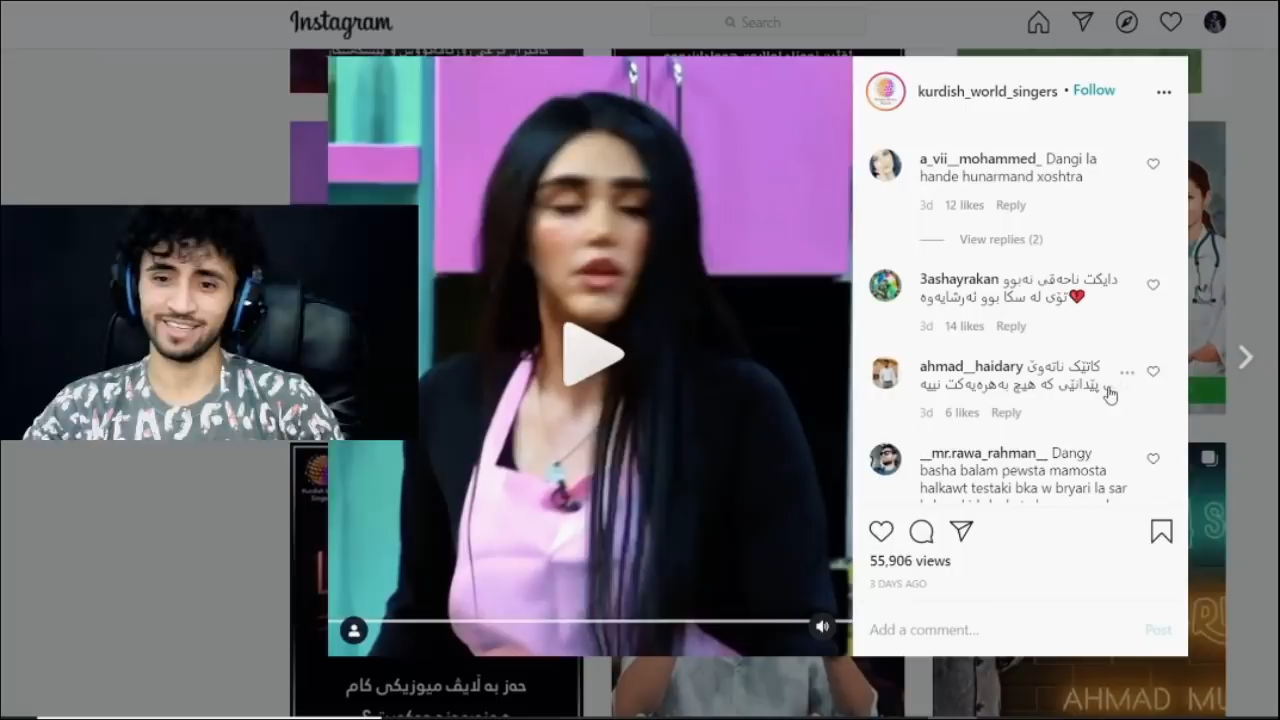 Instagram
Search
kurdish_world_singers • Follow
a_vii__mohammed_ Dangi la
hande hunarmand xoshtra
3d 12 likes Reply
View replies (2)
3ashayrakan دایکت ناحەقی نەبوو
تۆی لە سکا بوو ئەرشایەوە💔
3d 14 likes Reply
ahmad__haidary کاتێک ناتەوێ
پێدانێی کە هیچ بەهرەیەکت نییە
3d 6 likes Reply
__mr.rawa_rahman__ Dangy
basha balam pewsta mamosta
halkawt testaki bka w bryari la sar
55,906 views
3 DAYS AGO
Add a comment...
Post
حەز بە ڵایڤ میوزیکی کام
AHMAD MU